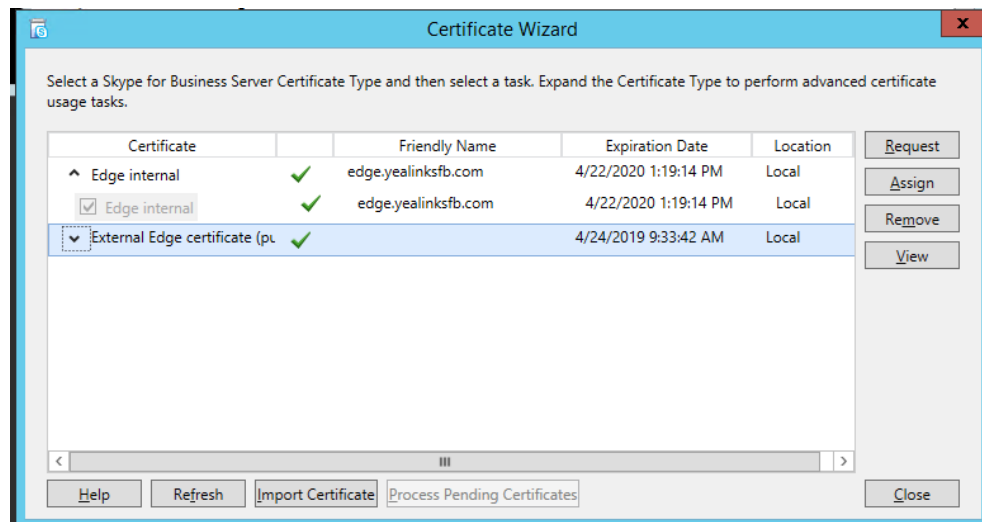 Certificate Wizard
x
Select a Skype for Business Server Certificate Type and then select a task. Expand the Certificate Type to perform advanced certificate
usage tasks.
Certificate Friendly Name Expiration Date Location
Edge internal edge.yealinksfb.com 4/22/2020 1:19:14 PM Local
Edge internal edge.yealinksfb.com 4/22/2020 1:19:14 PM Local
External Edge certificate (pu 4/24/2019 9:33:42 AM Local
Request
Assign
Remove
View
Help Refresh Import Certificate Process Pending Certificates Close